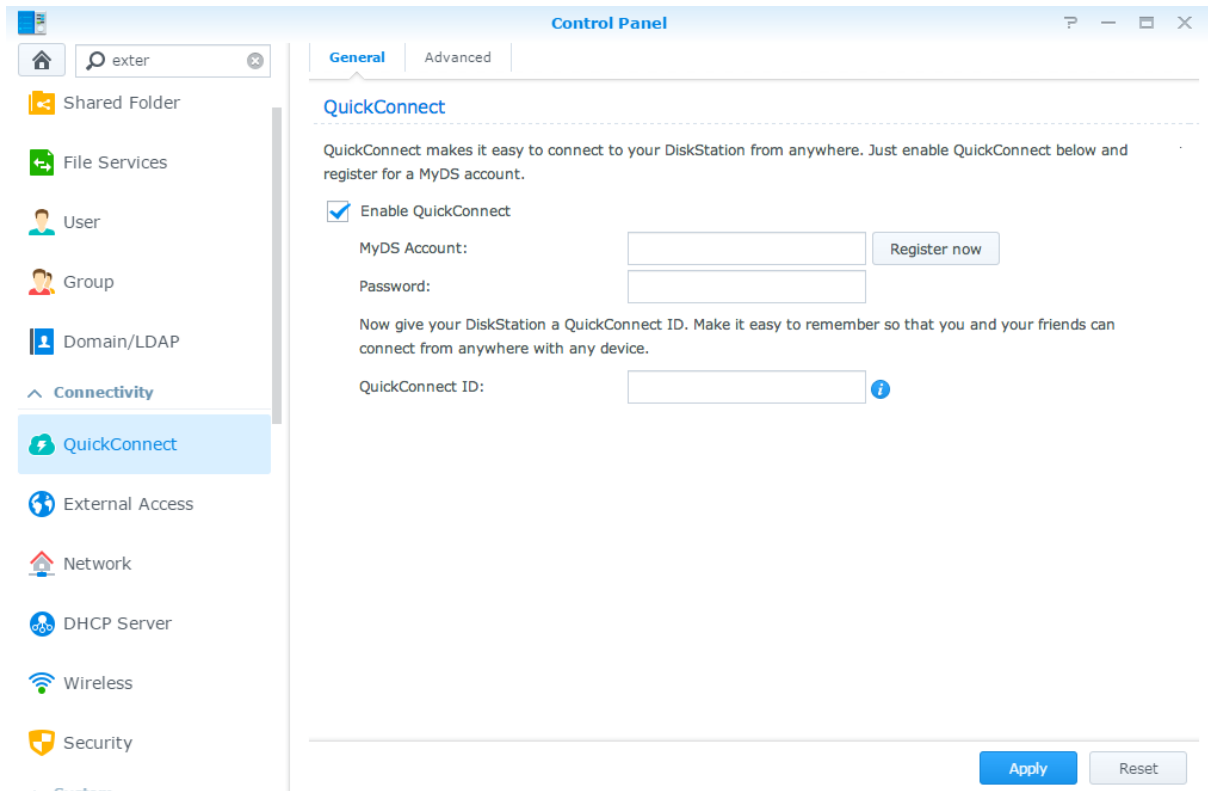 Control Panel
exter
Shared Folder
File Services
User
Group
Domain/LDAP
Connectivity
QuickConnect
External Access
Network
DHCP Server
Wireless
Security
General
Advanced
QuickConnect
QuickConnect makes it easy to connect to your DiskStation from anywhere. Just enable QuickConnect below and
register for a MyDS account.
Enable QuickConnect
MyDS Account:
Register now
Password:
Now give your DiskStation a QuickConnect ID. Make it easy to remember so that you and your friends can
connect from anywhere with any device.
QuickConnect ID:
Apply
Reset